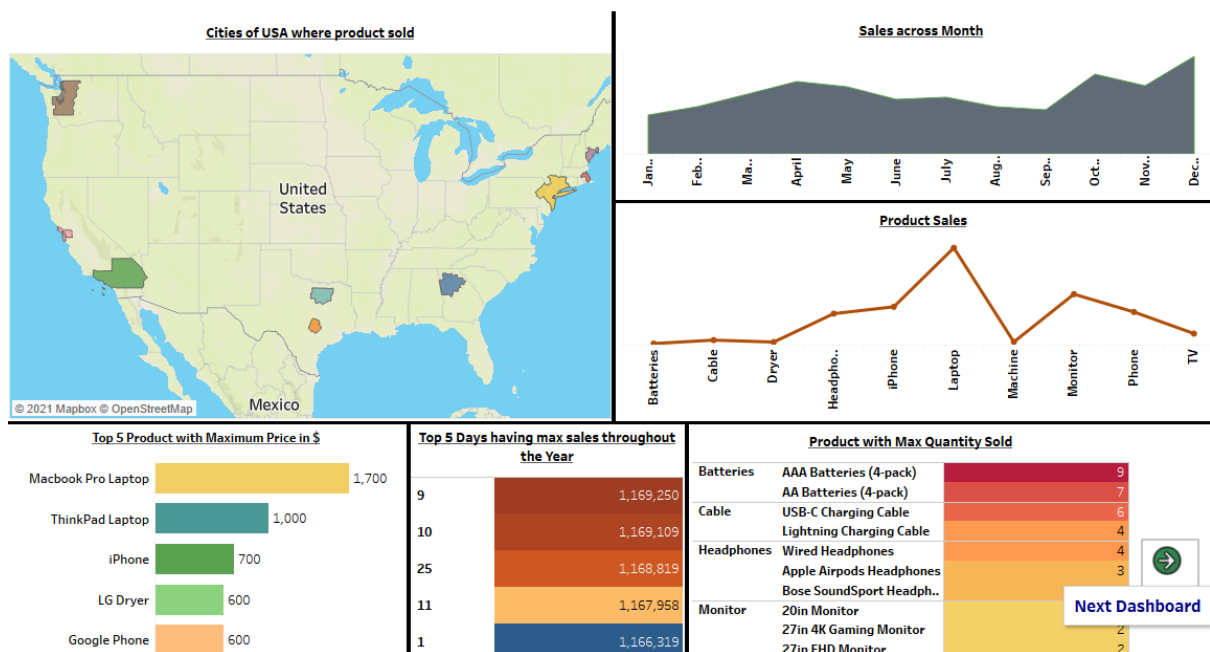 Cities of USA where product sold
United
States
Mexico
© 2021 Mapbox © OpenStreetMap
Sales across Month
Jan..
Feb..
Ma..
April
May
June
July
Aug..
Sep..
Oct..
Nov..
Dec..
Product Sales
Batteries
Cable
Dryer
Headpho..
iPhone
Laptop
Machine
Monitor
Phone
TV
Top 5 Product with Maximum Price in $
Macbook Pro Laptop 1,700
ThinkPad Laptop 1,000
iPhone 700
LG Dryer 600
Google Phone 600
Top 5 Days having max sales throughout
the Year
9 1,169,250
10 1,169,109
25 1,168,819
11 1,167,958
1 1,166,319
Product with Max Quantity Sold
Batteries AAA Batteries (4-pack) 9
AA Batteries (4-pack) 7
Cable USB-C Charging Cable 6
Lightning Charging Cable 4
Headphones Wired Headphones 4
Apple Airpods Headphones 3
Bose SoundSport Headph..
Monitor 20in Monitor
27in 4K Gaming Monitor 2
27in FHD Monitor 2
Next Dashboard